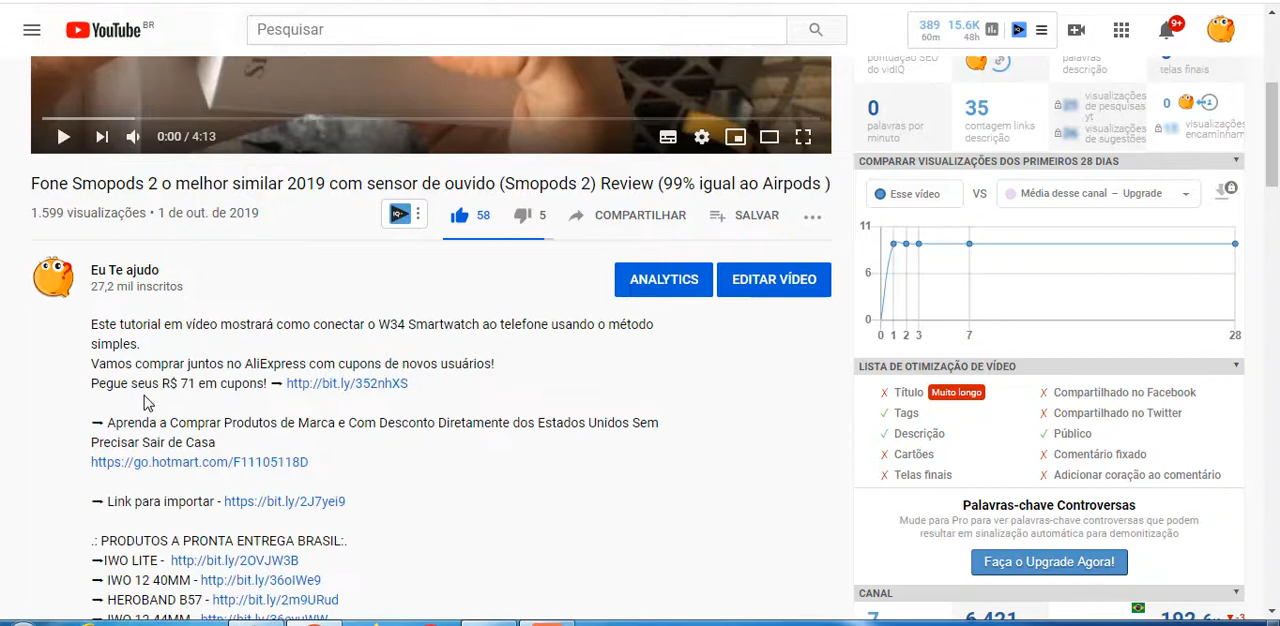 YouTube BR
Pesquisar
389 15.6K
60m 48h
9+
pontuação SEO
do vidIQ
palavras
descrição
telas finais
0
palavras por
minuto
35
contagem links
descrição
visualizações
de pesquisas
yt
visualizações
de sugestões
0
visualizações
encaminham
0:00 / 4:13
COMPARAR VISUALIZAÇÕES DOS PRIMEIROS 28 DIAS
Esse vídeo VS Média desse canal – Upgrade
11
6
0
0 1 2 3 7 28
Fone Smopods 2 o melhor similar 2019 com sensor de ouvido (Smopods 2) Review (99% igual ao Airpods )
1.599 visualizações • 1 de out. de 2019
IQ
58 5 COMPARTILHAR SALVAR
Eu Te ajudo
27,2 mil inscritos
ANALYTICS EDITAR VÍDEO
Este tutorial em vídeo mostrará como conectar o W34 Smartwatch ao telefone usando o método
simples.
Vamos comprar juntos no AliExpress com cupons de novos usuários!
Pegue seus R$ 71 em cupons! ➞ http://bit.ly/352nhXS
➞ Aprenda a Comprar Produtos de Marca e Com Desconto Diretamente dos Estados Unidos Sem
Precisar Sair de Casa
https://go.hotmart.com/F11105118D
➞ Link para importar - https://bit.ly/2J7yei9
.: PRODUTOS A PRONTA ENTREGA BRASIL:.
➞IWO LITE - http://bit.ly/2OVJW3B
➞ IWO 12 40MM - http://bit.ly/36oIWe9
➞ HEROBAND B57 - http://bit.ly/2m9URud
➞ IWO 12 44MM -
LISTA DE OTIMIZAÇÃO DE VÍDEO
✗ Título Muito longo
✓ Tags
✓ Descrição
✗ Cartões
✗ Telas finais
✗ Compartilhado no Facebook
✗ Compartilhado no Twitter
✓ Público
✗ Comentário fixado
✗ Adicionar coração ao comentário
Palavras-chave Controversas
Mude para Pro para ver palavras-chave controversas que podem
resultar em sinalização automática para demonitização
Faça o Upgrade Agora!
CANAL
7 6.421